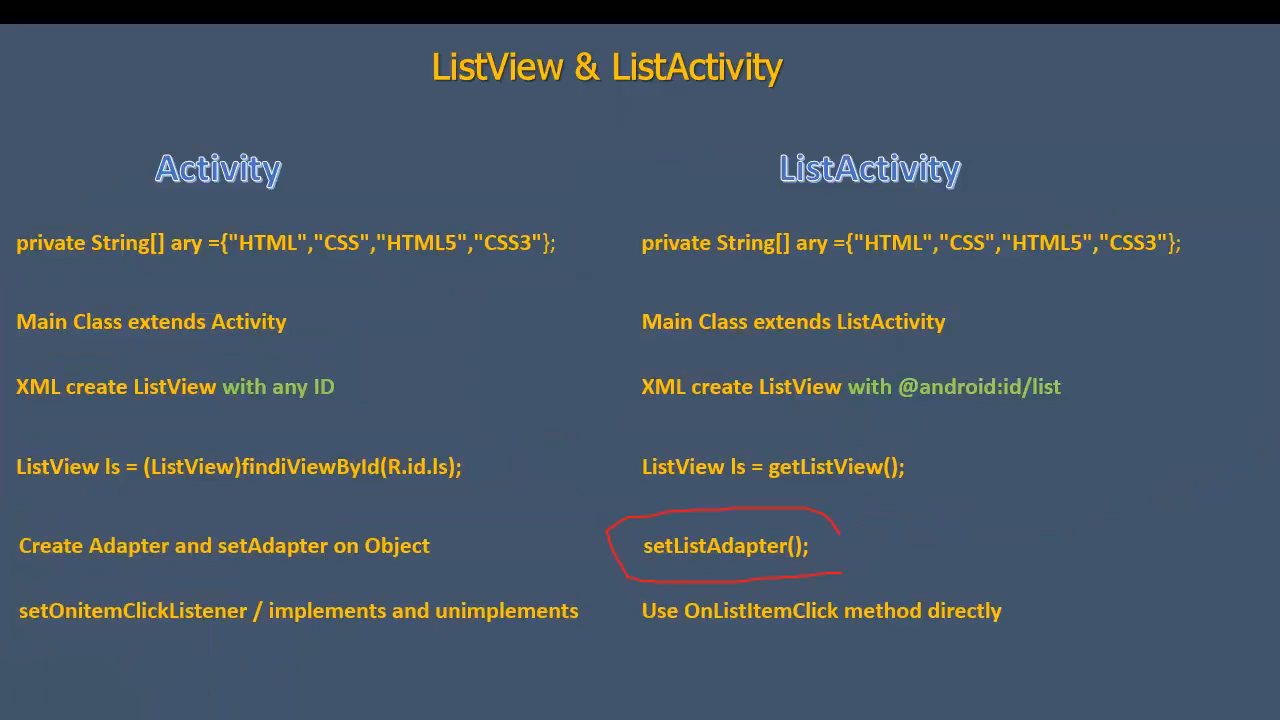 ListView & ListActivity
Activity
private String[] ary ={"HTML","CSS","HTML5","CSS3"};
Main Class extends Activity
XML create ListView with any ID
ListView ls = (ListView)findiViewById(R.id.ls);
Create Adapter and setAdapter on Object
setOnitemClickListener / implements and unimplements
ListActivity
private String[] ary ={"HTML","CSS","HTML5","CSS3"};
Main Class extends ListActivity
XML create ListView with @android:id/list
ListView ls = getListView();
setListAdapter();
Use OnListItemClick method directly